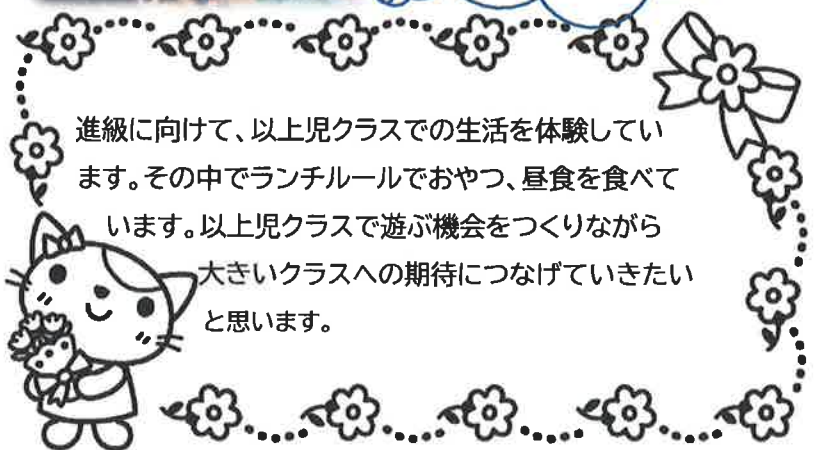 進級に向けて、以上児クラスでの生活を体験してい
ます。その中でランチルールでおやつ、昼食を食べて
います。以上児クラスで遊ぶ機会をつくりながら
大きいクラスへの期待につなげていきたい
と思います。